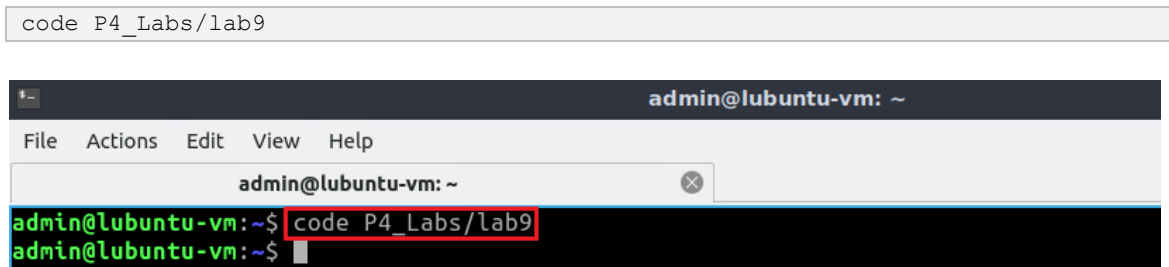 code P4_Labs/lab9
admin@lubuntu-vm: ~
File Actions Edit View Help
admin@lubuntu-vm: ~
admin@lubuntu-vm:~$ code P4_Labs/lab9
admin@lubuntu-vm:~$